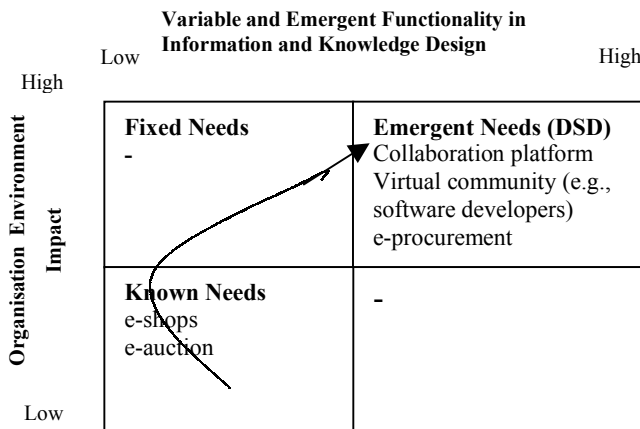 Variable and Emergent Functionality in
Information and Knowledge Design
Low
High
High
Organisation Environment
Impact
Fixed Needs
-
Emergent Needs (DSD)
Collaboration platform
Virtual community (e.g.,
software developers)
e-procurement
Known Needs
e-shops
e-auction
-
Low